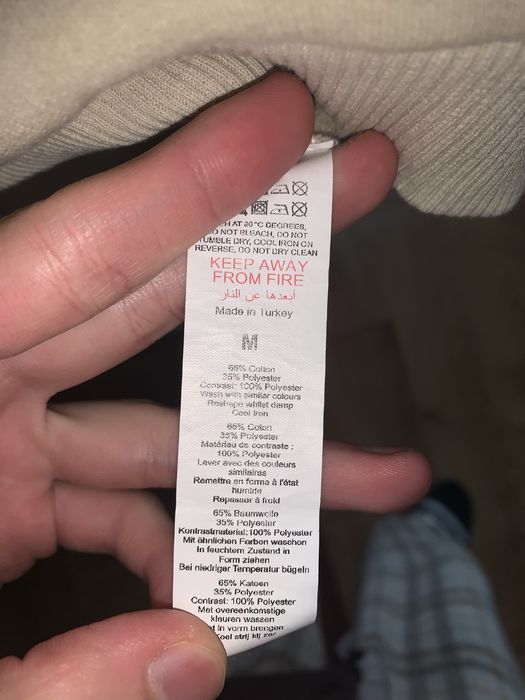 H AT 30°C DEGREES,
DO NOT BLEACH, DO NOT
TUMBLE DRY, COOL IRON ON
REVERSE, DO NOT DRY CLEAN
KEEP AWAY
FROM FIRE
ابعدها عن النار
Made in Turkey
M
65% Cotton
35% Polyester
Contrast: 100% Polyester
Wash with similar colours
Reshape whilst damp
Cool Iron
65% Coton
35% Polyester
Matériau de contraste :
100% Polyester
Laver avec des couleurs
similaires
Remettre en forme à l'état
humide
Repasser à froid
65% Baumwolle
35% Polyester
Kontrastmaterial: 100% Polyester
Mit ähnlichen Farben waschon
In feuchtem Zustand in
Form ziehen
Bei niedriger Temperatur bügeln
65% Katoen
35% Polyester
Contrast: 100% Polyester
Met overeenkomstige
kleuren wassen
in vorm brengen
strij